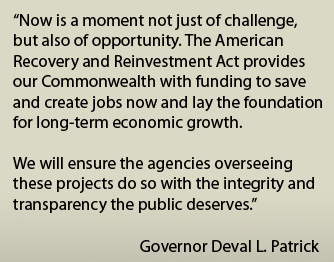 “Now is a moment not just of challenge,
but also of opportunity. The American
Recovery and Reinvestment Act provides
our Commonwealth with funding to save
and create jobs now and lay the foundation
for long-term economic growth.
We will ensure the agencies overseeing
these projects do so with the integrity and
transparency the public deserves.”
Governor Deval L. Patrick